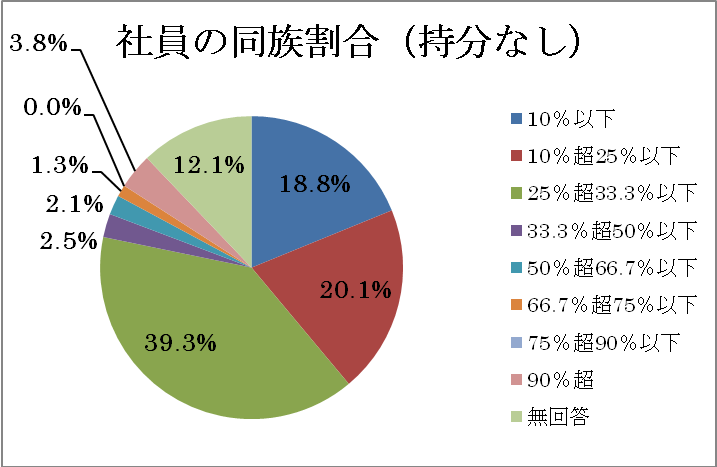 社員の同族割合（持分なし）
3.8%
0.0%
1.3%
2.1%
2.5%
12.1%
18.8%
20.1%
39.3%
10％以下
10％超25％以下
25％超33.3％以下
33.3％超50％以下
50％超66.7％以下
66.7％超75％以下
75％超90％以下
90％超
無回答